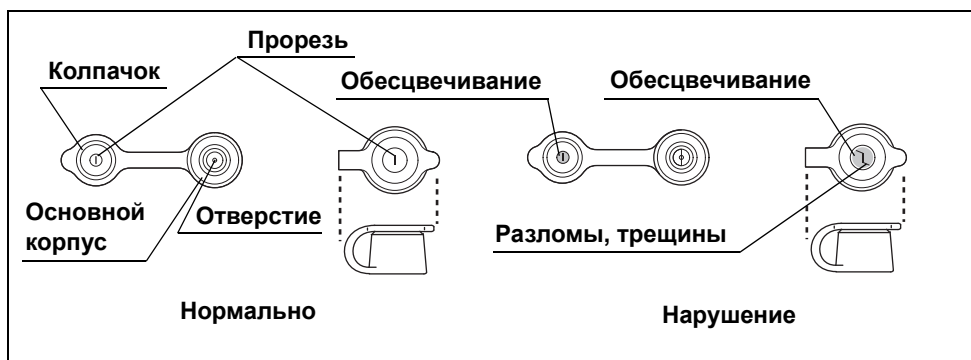 Прорезь
Колпачок
Обесцвечивание
Обесцвечивание
Основной
корпус
Отверстие
Разломы, трещины
Нормально
Нарушение